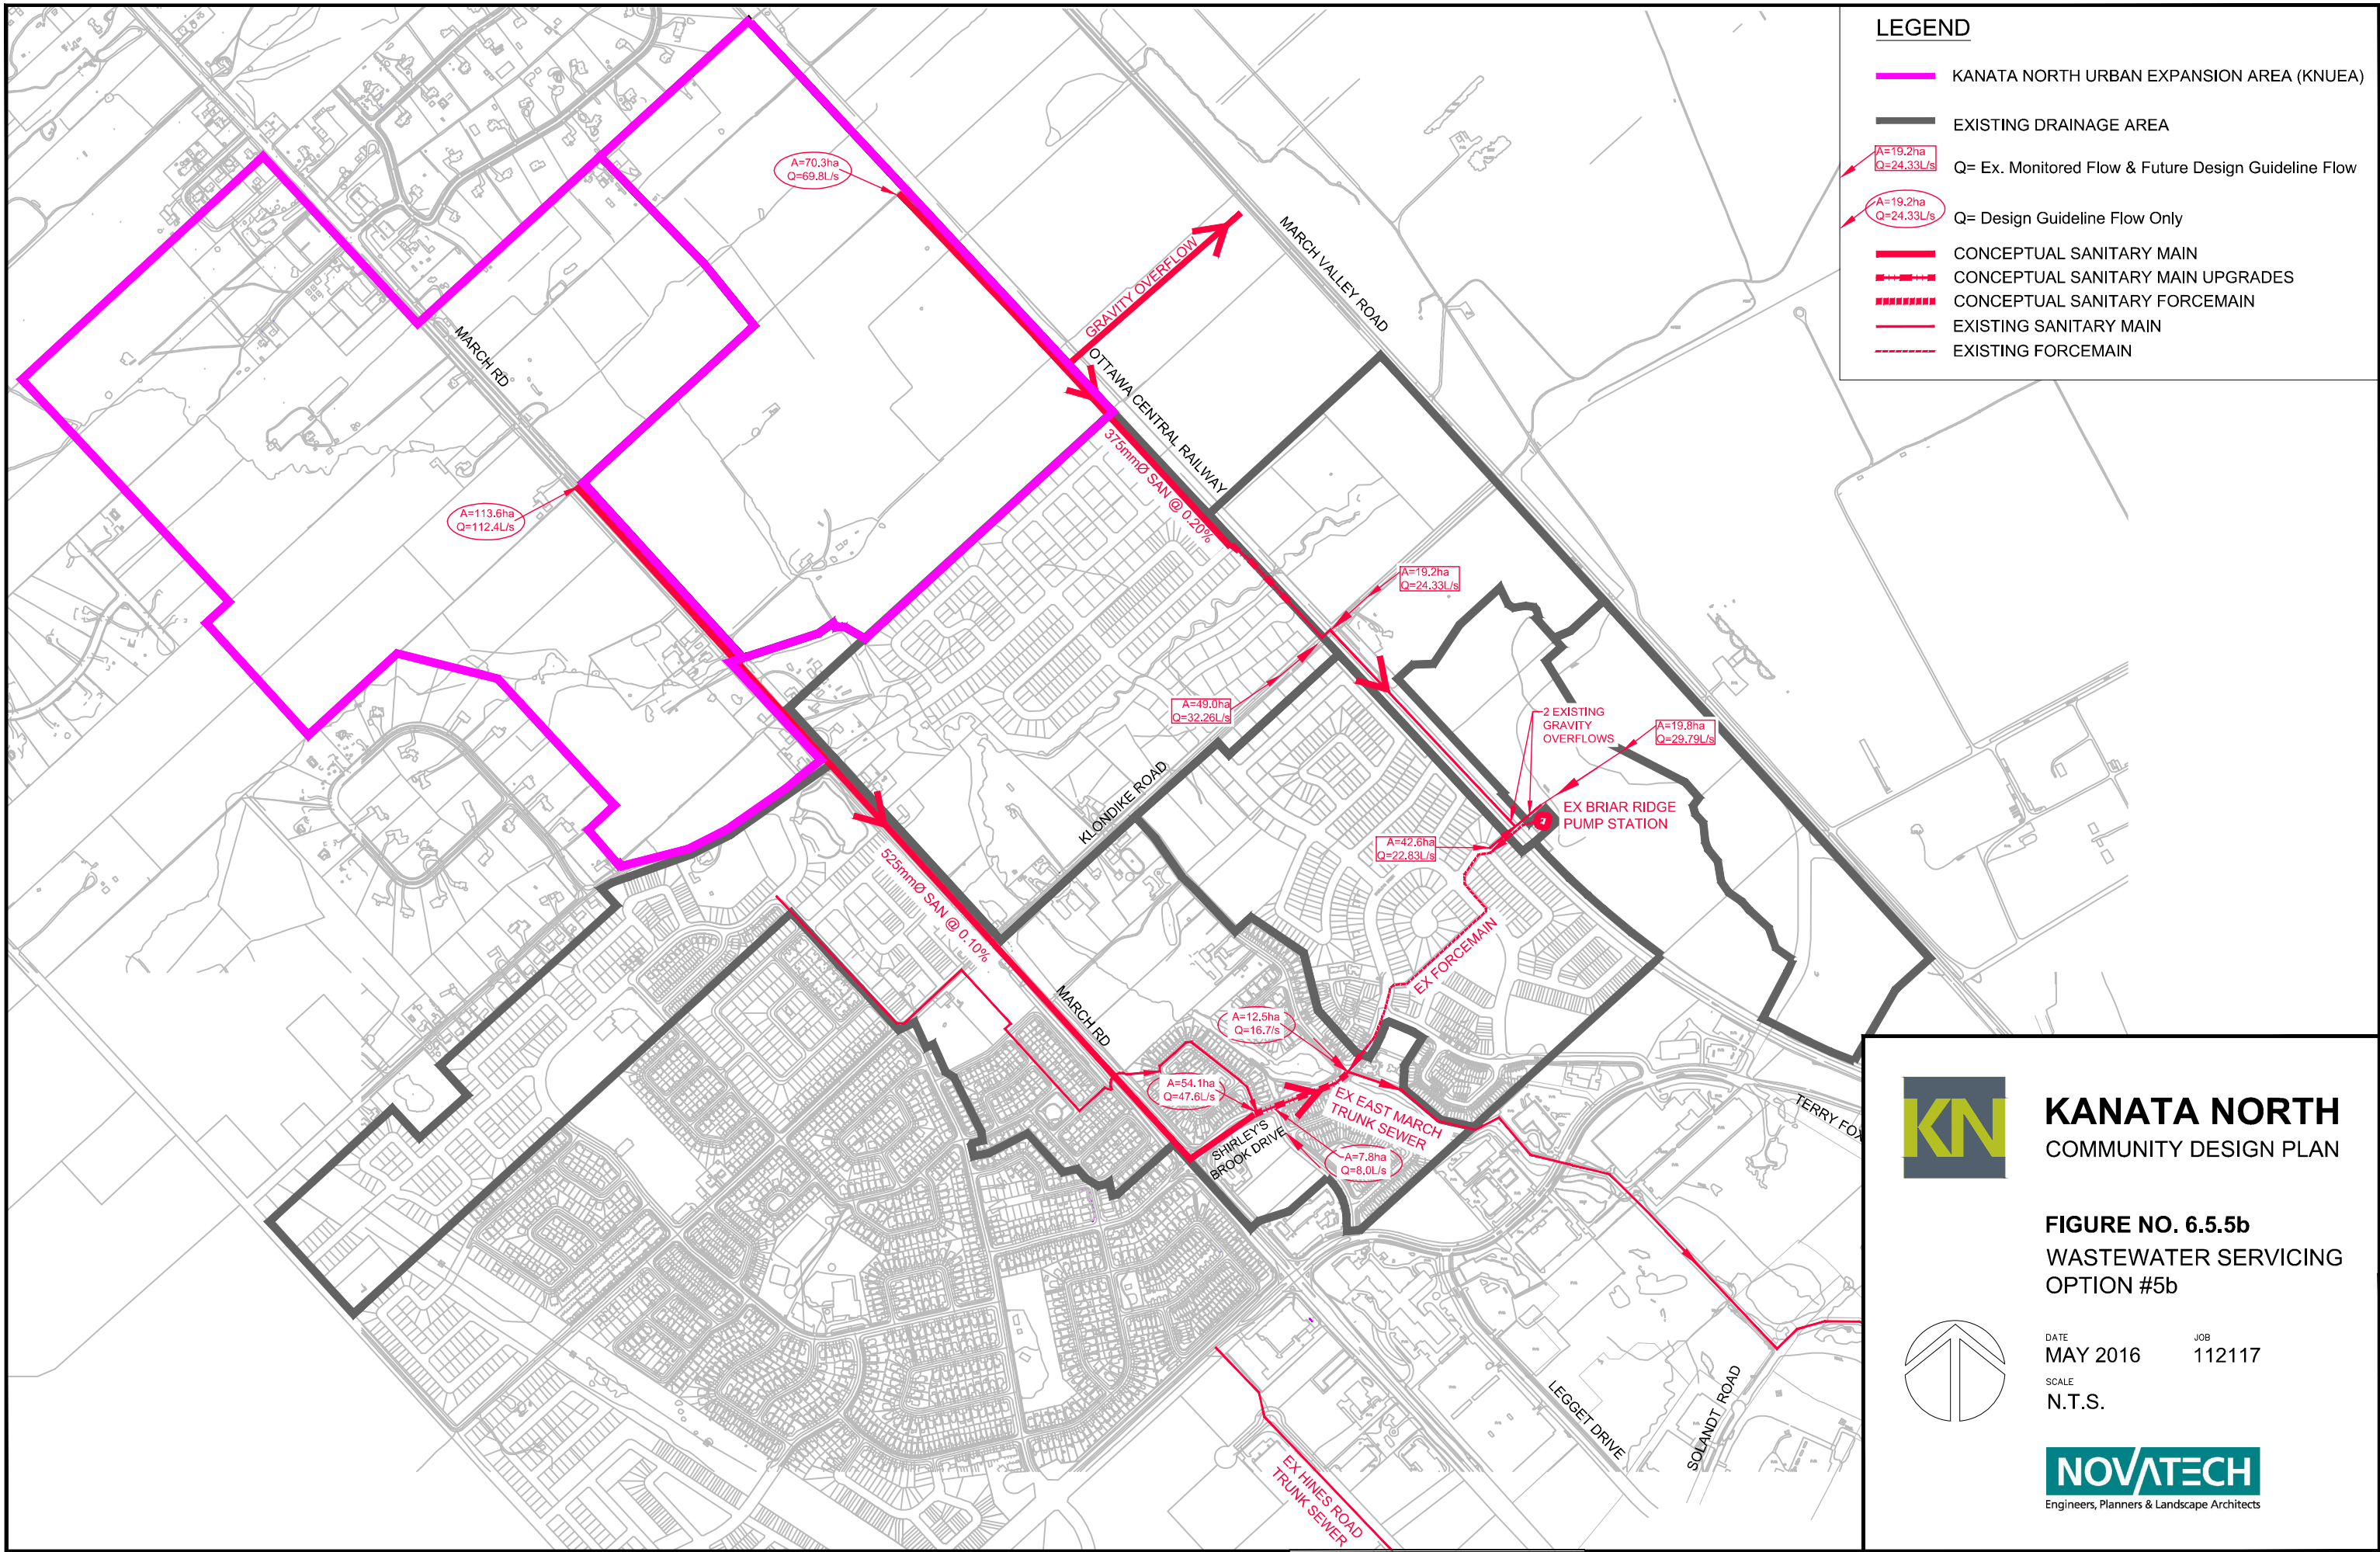 LEGEND
KANATA NORTH URBAN EXPANSION AREA (KNUEA)
EXISTING DRAINAGE AREA
A=19.2ha
Q=24.33L/s
Q= Ex. Monitored Flow & Future Design Guideline Flow
A=19.2ha
Q=24.33L/s
Q= Design Guideline Flow Only
CONCEPTUAL SANITARY MAIN
CONCEPTUAL SANITARY MAIN UPGRADES
CONCEPTUAL SANITARY FORCEMAIN
EXISTING SANITARY MAIN
EXISTING FORCEMAIN
A=70.3ha
Q=69.8L/s
GRAVITY OVERFLOW
MARCH VALLEY ROAD
MARCH RD
OTTAWA CENTRAL RAILWAY
375mmØ SAN @ 0.20%
A=113.6ha
Q=112.4L/s
A=19.2ha
Q=24.33L/s
A=49.0ha
Q=32.26L/s
2 EXISTING
GRAVITY
OVERFLOWS
A=19.8ha
Q=29.79L/s
KLONDIKE ROAD
EX BRIAR RIDGE
PUMP STATION
A=42.6ha
Q=22.83L/s
525mmØ SAN @ 0.10%
EX FORCEMAIN
MARCH RD
A=12.5ha
Q=16.7/s
A=54.1ha
Q=47.6L/s
EX EAST MARCH
TRUNK SEWER
SHIRLEY'S
BROOK DRIVE
A=7.8ha
Q=8.0L/s
TERRY FOX
LEGGET DRIVE
SOLANDT ROAD
EX HINES ROAD
TRUNK SEWER
KN
KANATA NORTH
COMMUNITY DESIGN PLAN
FIGURE NO. 6.5.5b
WASTEWATER SERVICING
OPTION #5b
DATE
MAY 2016
JOB
112117
SCALE
N.T.S.
NOVATECH
Engineers, Planners & Landscape Architects